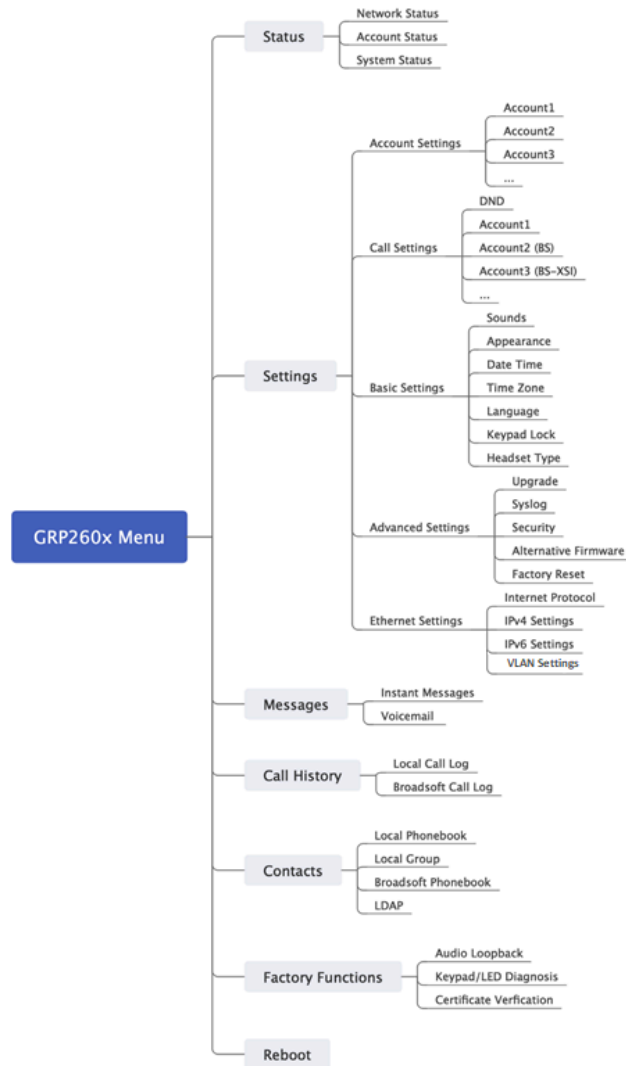 GRP260x Menu
Status
Network Status
Account Status
System Status
Settings
Account Settings
Account1
Account2
Account3
...
Call Settings
DND
Account1
Account2 (BS)
Account3 (BS-XSI)
...
Basic Settings
Sounds
Appearance
Date Time
Time Zone
Language
Keypad Lock
Headset Type
Advanced Settings
Upgrade
Syslog
Security
Alternative Firmware
Factory Reset
Ethernet Settings
Internet Protocol
IPv4 Settings
IPv6 Settings
VLAN Settings
Messages
Instant Messages
Voicemail
Call History
Local Call Log
Broadsoft Call Log
Contacts
Local Phonebook
Local Group
Broadsoft Phonebook
LDAP
Factory Functions
Audio Loopback
Keypad/LED Diagnosis
Certificate Verfication
Reboot